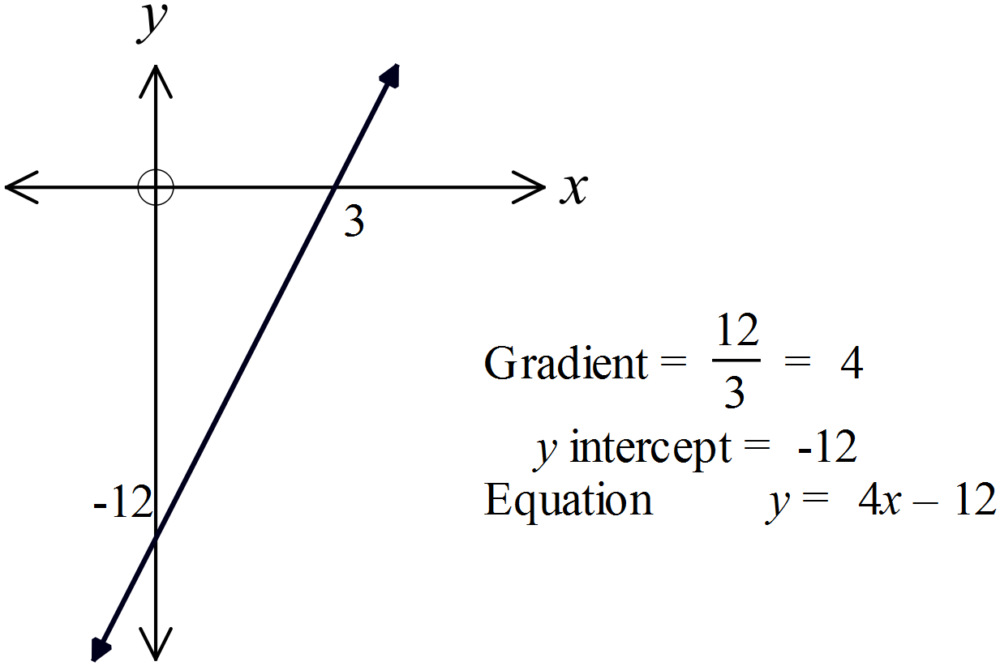 y
x
3
-12
Gradient = 12/3 = 4
y intercept = -12
Equation y = 4x – 12